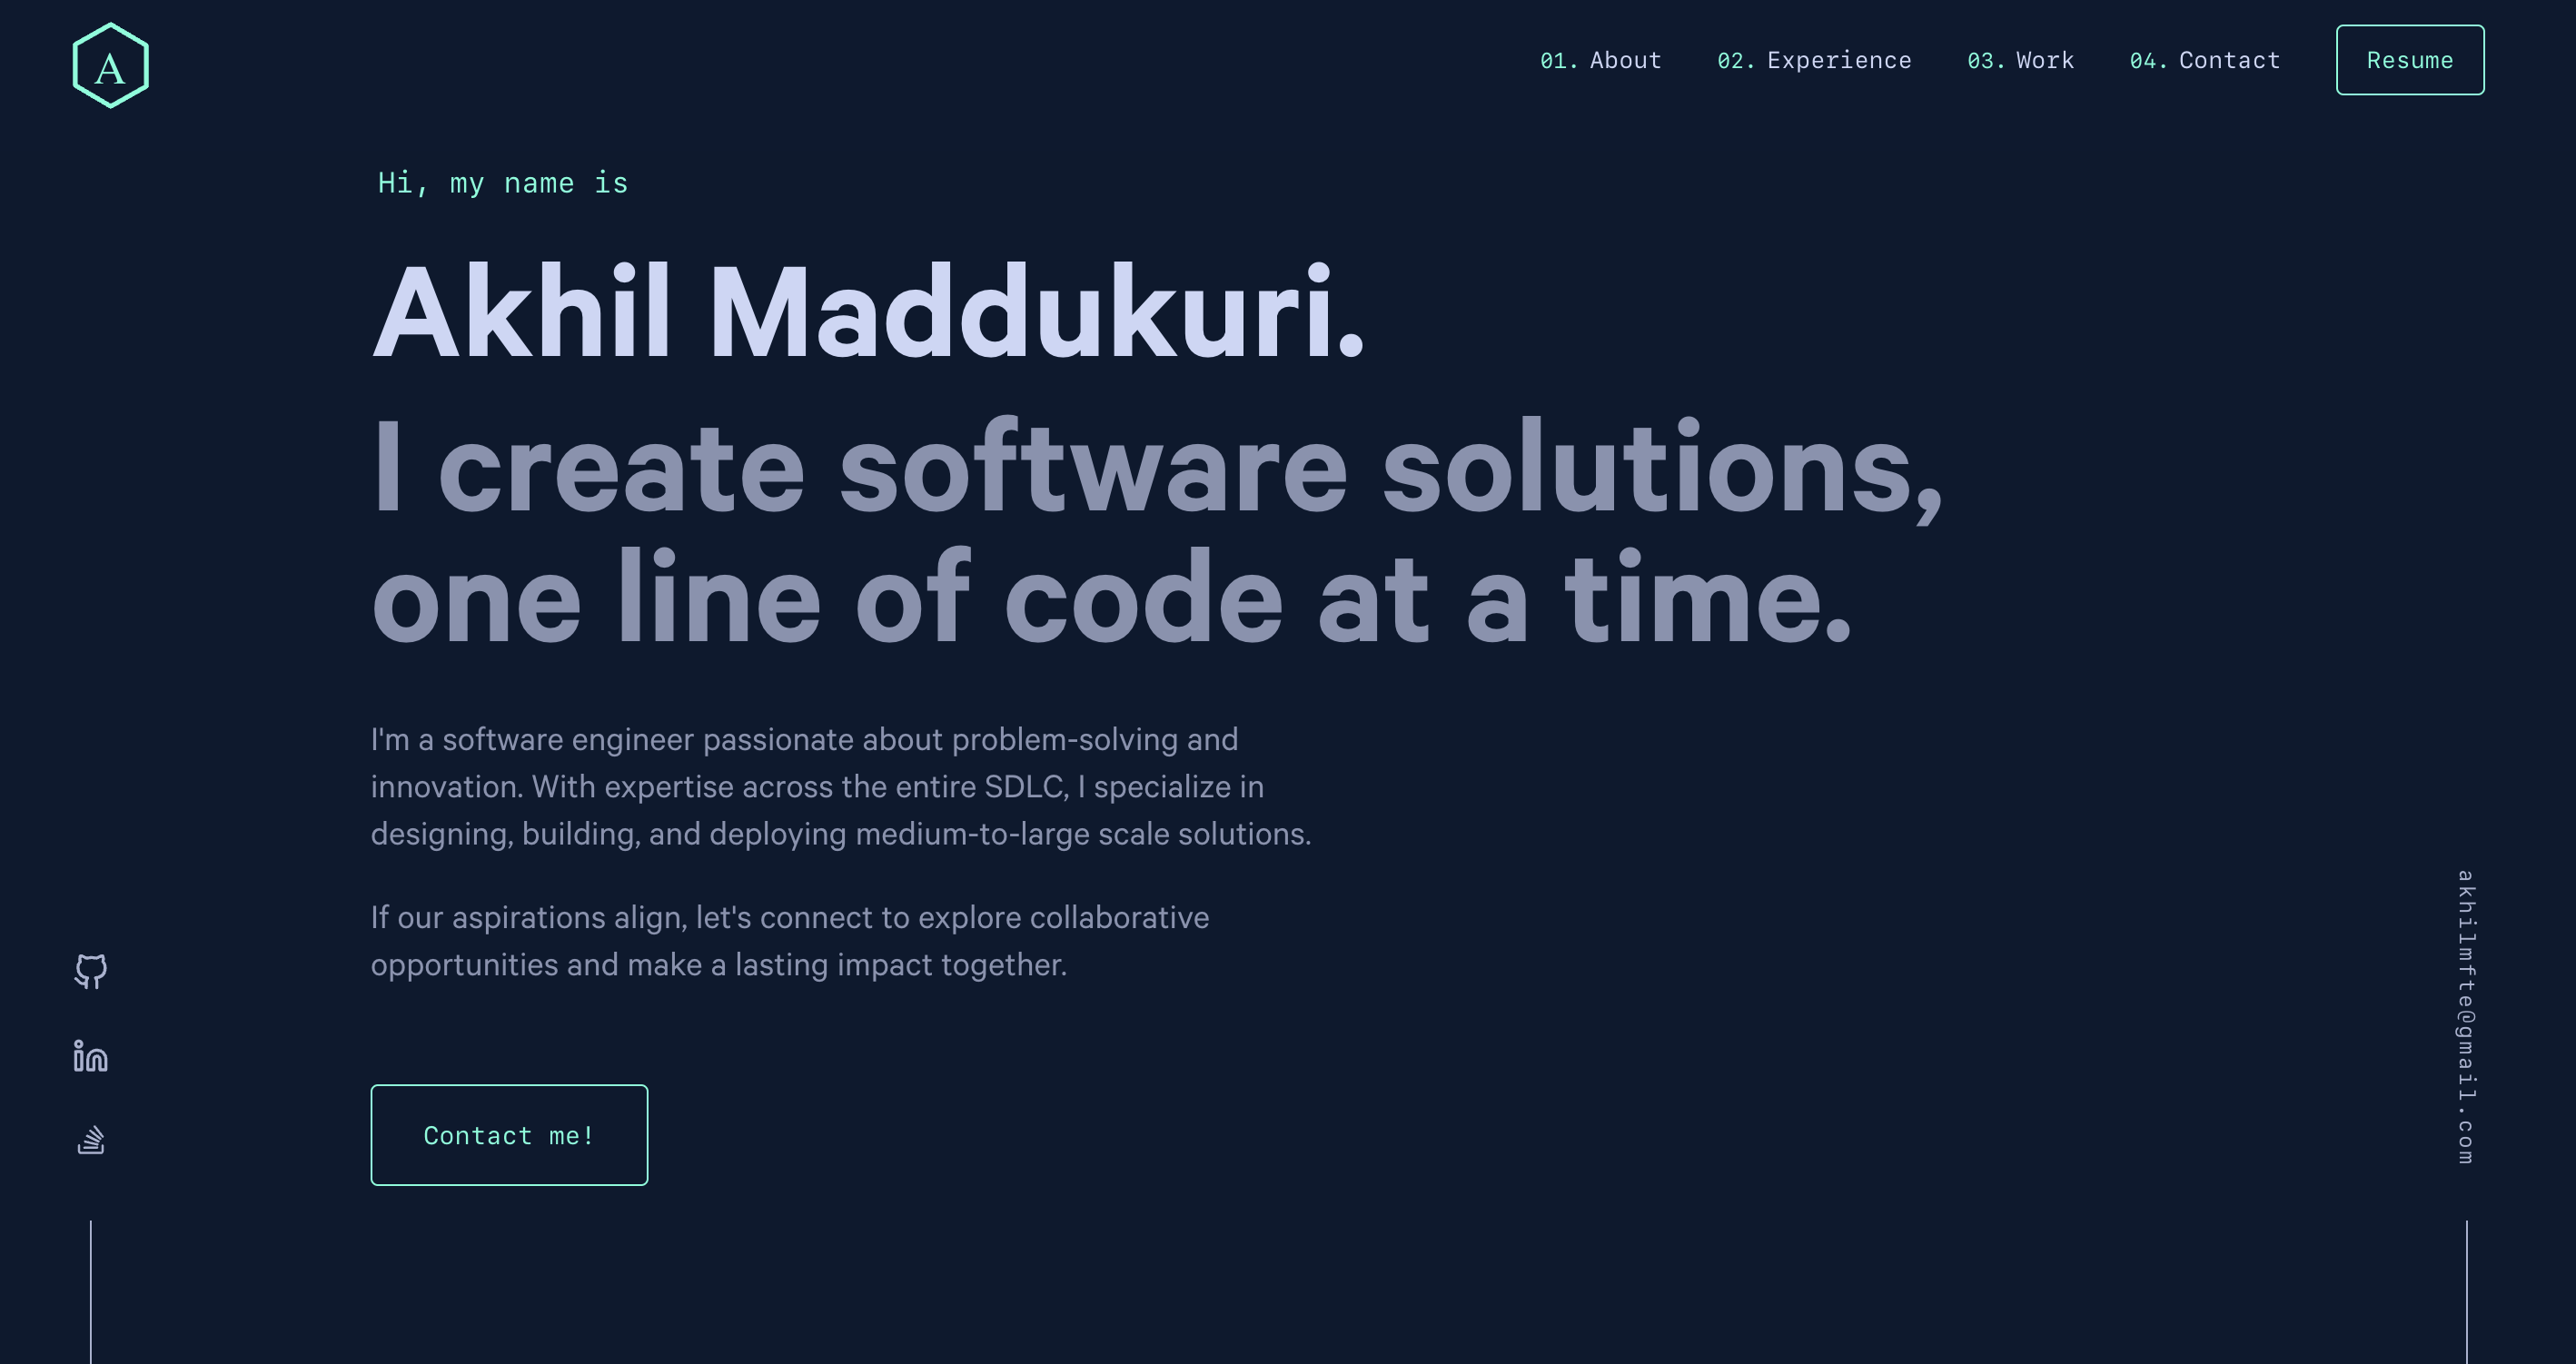 A
01. About
02. Experience
03. Work
04. Contact
Resume
Hi, my name is
Akhil Maddukuri.
I create software solutions,
one line of code at a time.
I'm a software engineer passionate about problem-solving and
innovation. With expertise across the entire SDLC, I specialize in
designing, building, and deploying medium-to-large scale solutions.
If our aspirations align, let's connect to explore collaborative
opportunities and make a lasting impact together.
Contact me!
in
akhilmfte@gmail.com